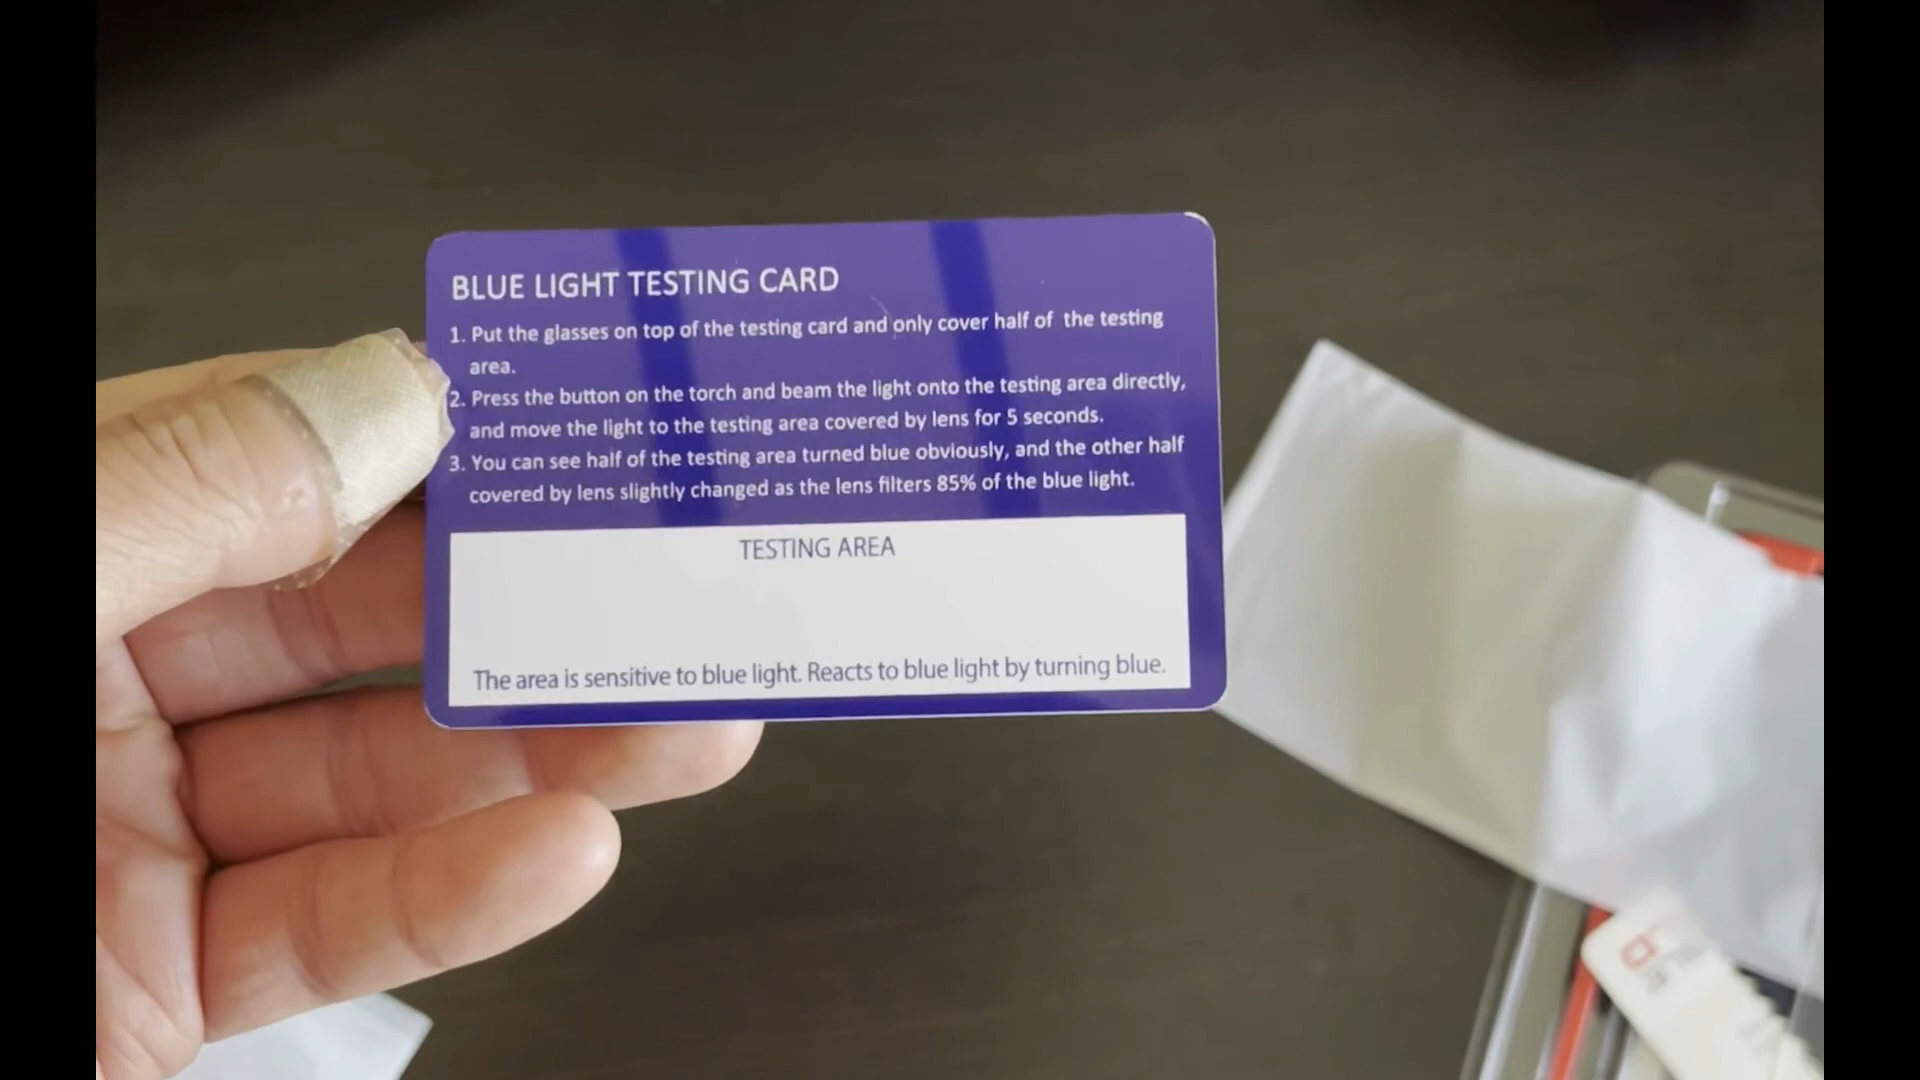 BLUE LIGHT TESTING CARD
1. Put the glasses on top of the testing card and only cover half of the testing
area.
2. Press the button on the torch and beam the light onto the testing area directly,
and move the light to the testing area covered by lens for 5 seconds.
3. You can see half of the testing area turned blue obviously, and the other half
covered by lens slightly changed as the lens filters 85% of the blue light.
TESTING AREA
The area is sensitive to blue light. Reacts to blue light by turning blue.